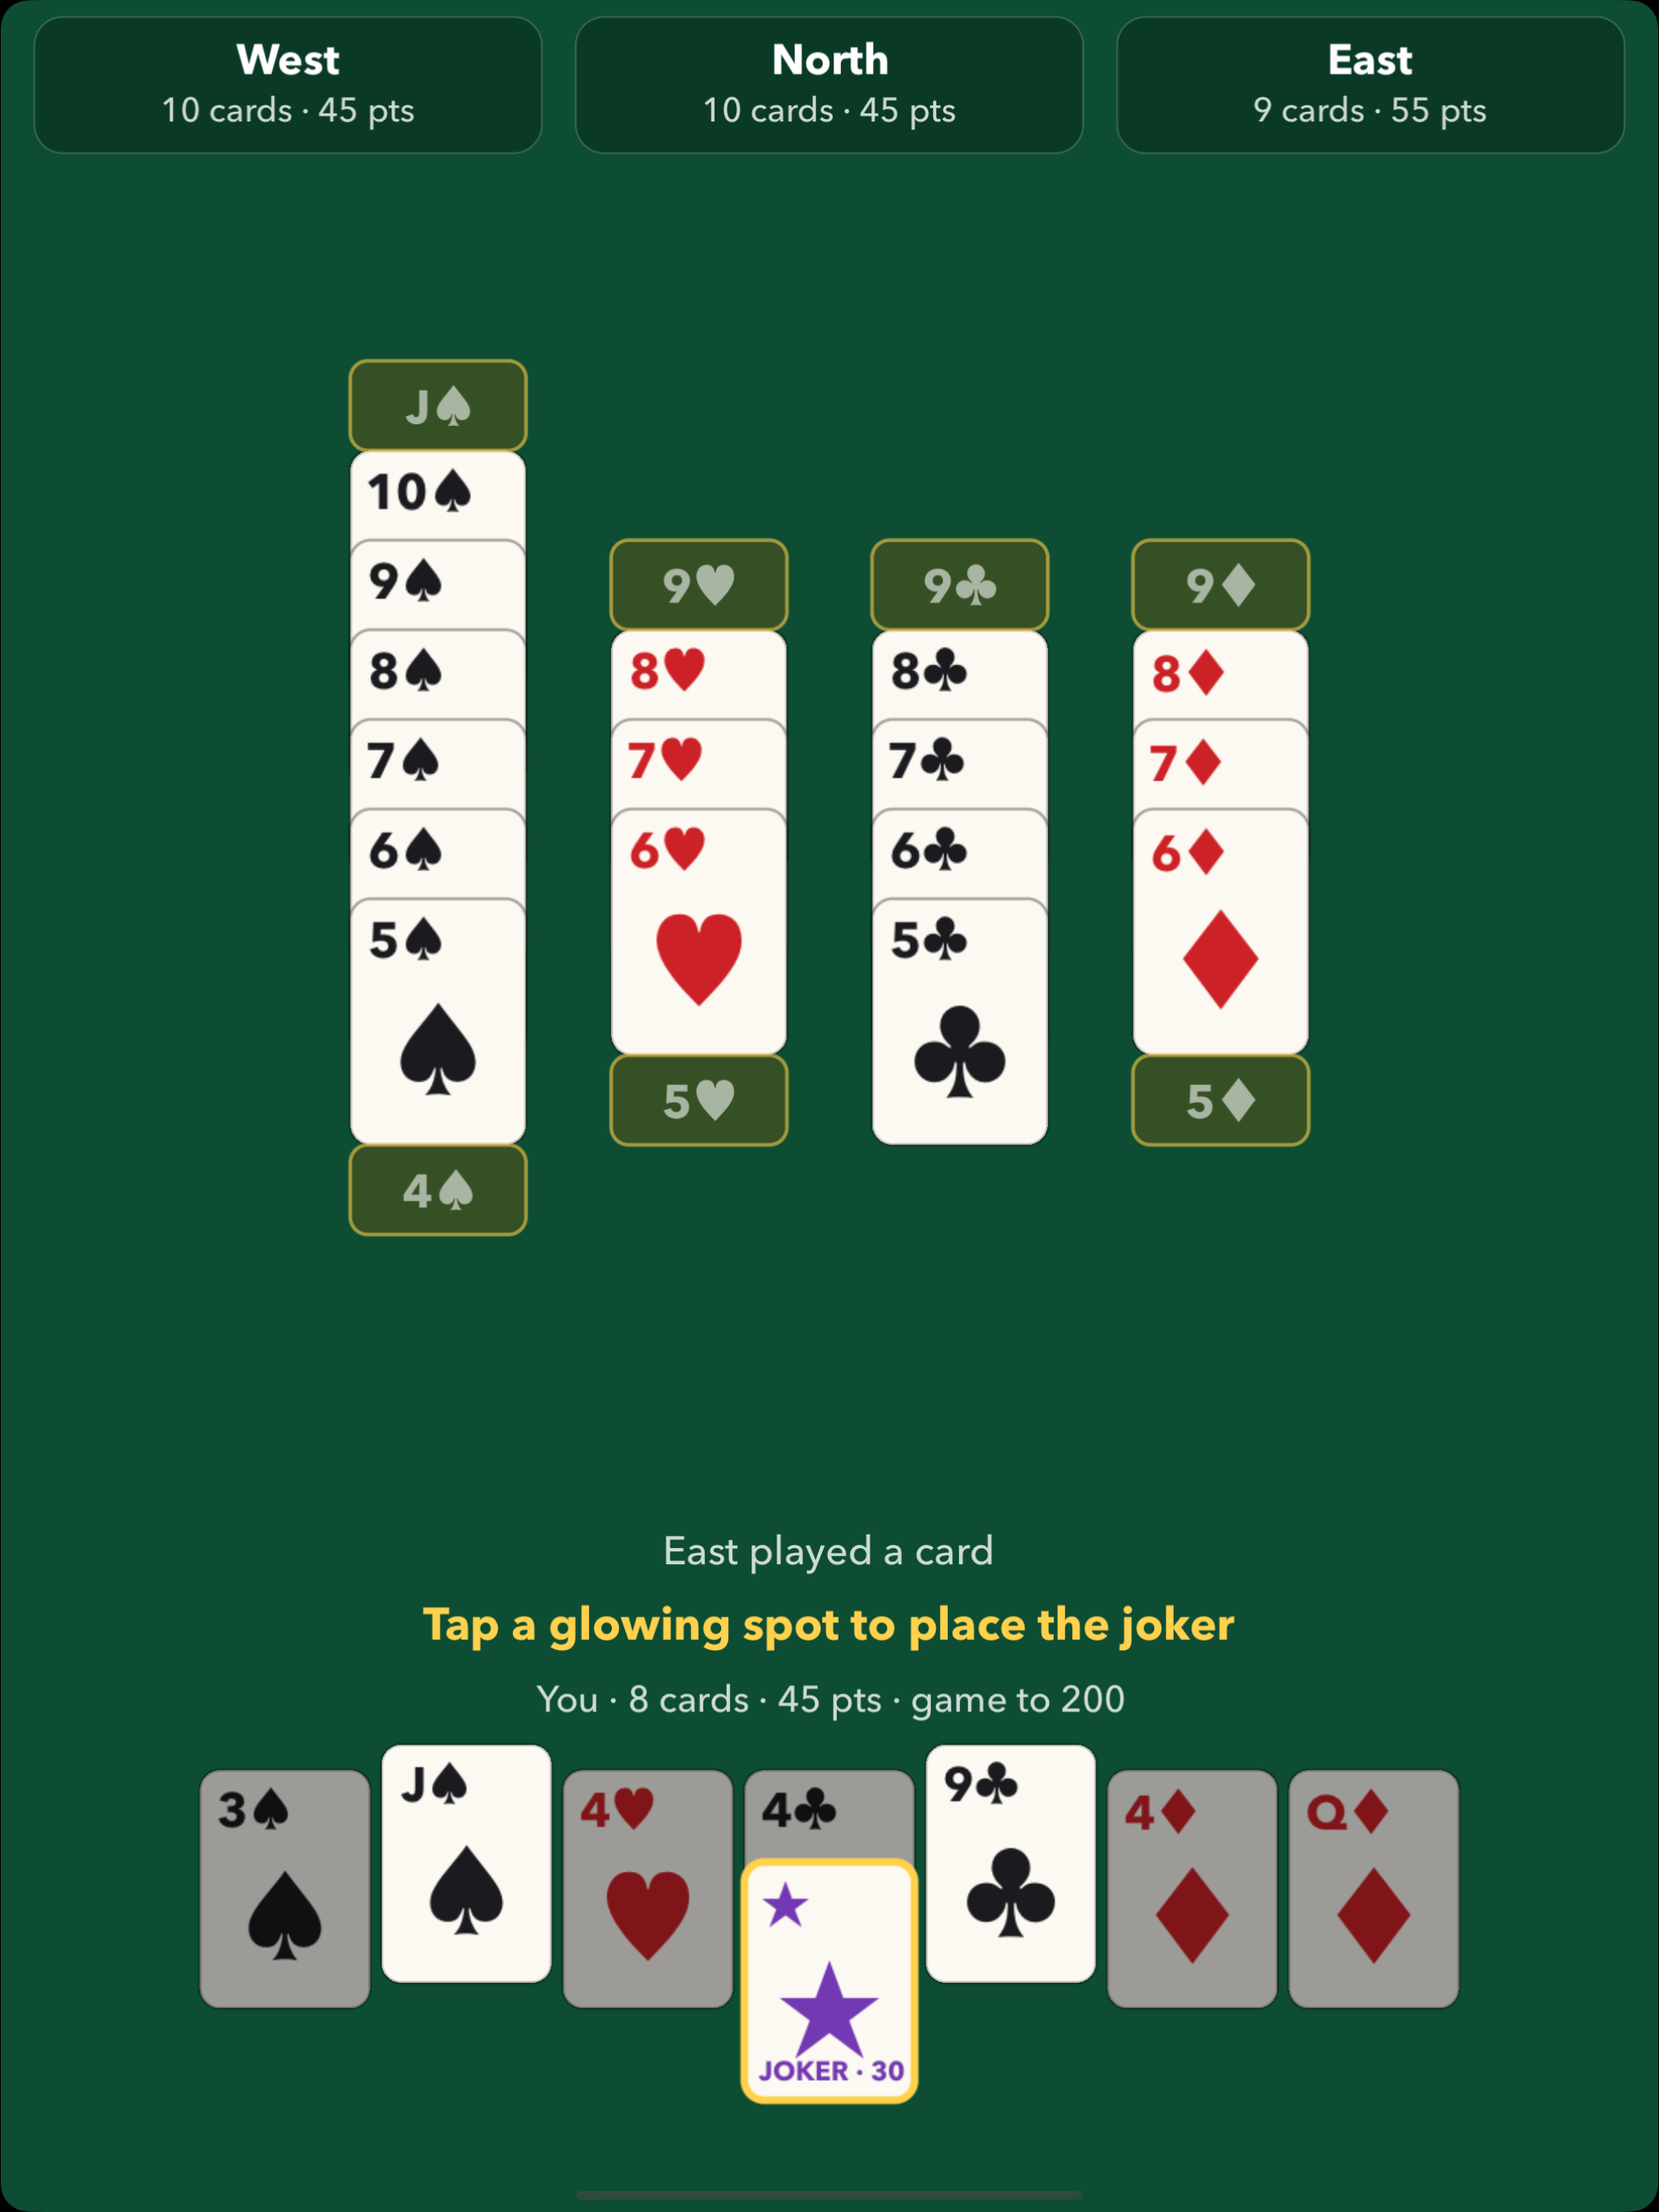 West
10 cards · 45 pts
North
10 cards · 45 pts
East
9 cards · 55 pts
J♠
10♠
9♠
8♠
7♠
6♠
5♠
4♠
9♥
8♥
7♥
6♥
5♥
9♣
8♣
7♣
6♣
5♣
9♦
8♦
7♦
6♦
5♦
East played a card
Tap a glowing spot to place the joker
You · 8 cards · 45 pts · game to 200
3♠
J♠
4♥
4♣
9♣
4♦
Q♦
★
JOKER · 30